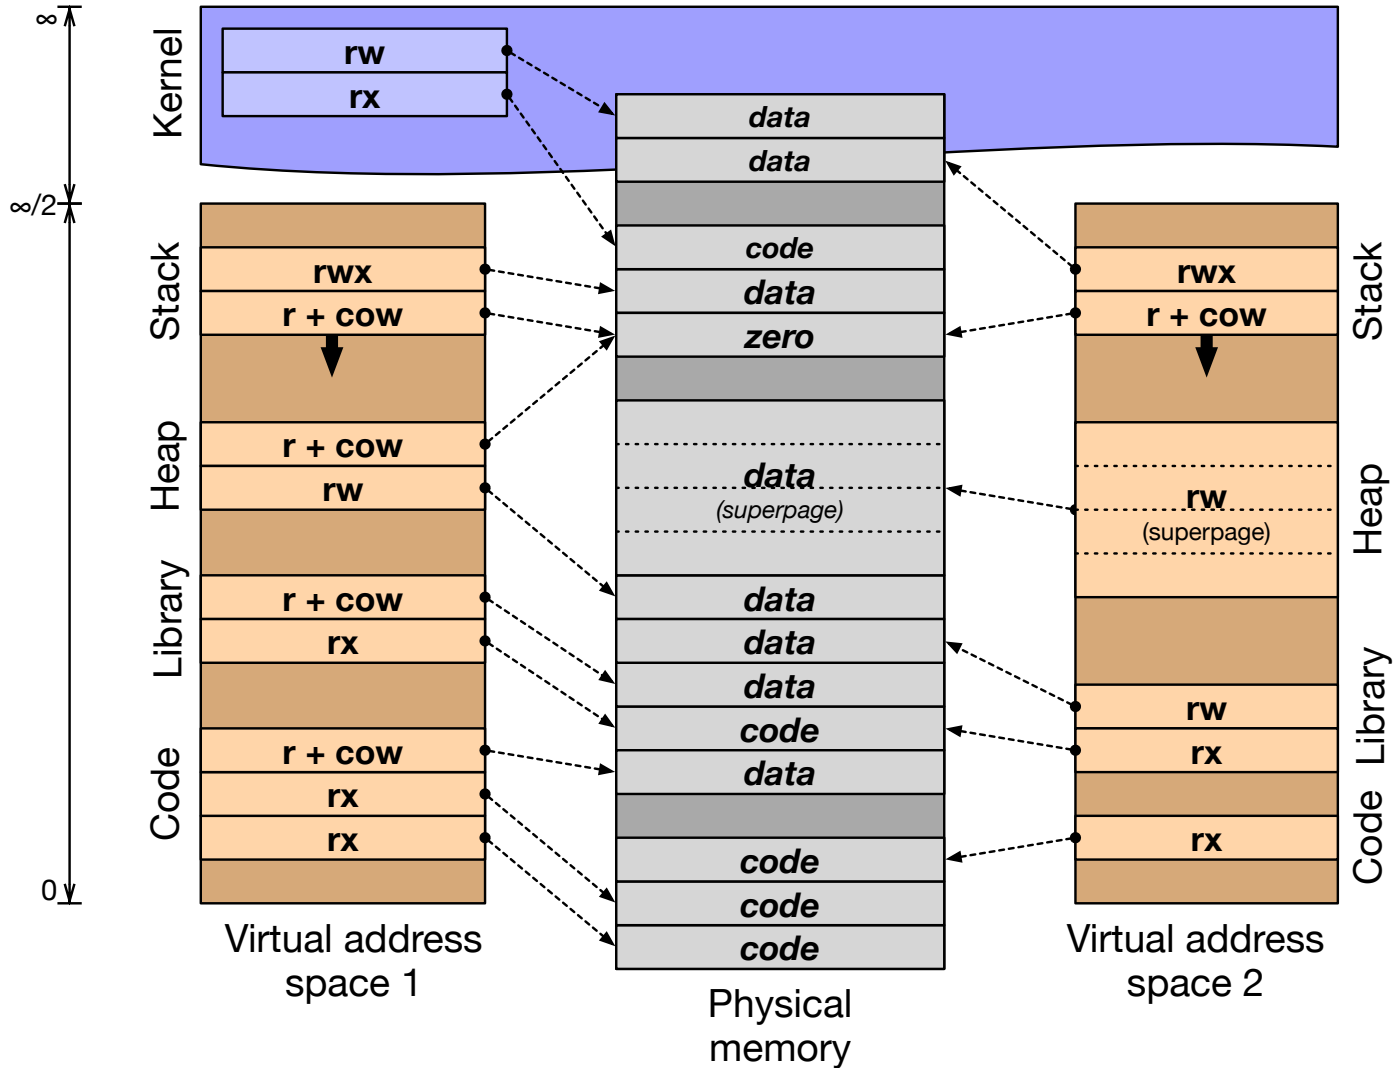 ∞
Kernel
rw
rx
∞/2
0
Stack
rwx
r + cow
Heap
r + cow
rw
Library
r + cow
rx
Code
r + cow
rx
rx
Virtual address
space 1
data
data
code
data
zero
data
(superpage)
data
data
data
code
data
code
code
code
Physical
memory
Stack
rwx
r + cow
Heap
rw
(superpage)
Library
rw
rx
Code
rx
Virtual address
space 2